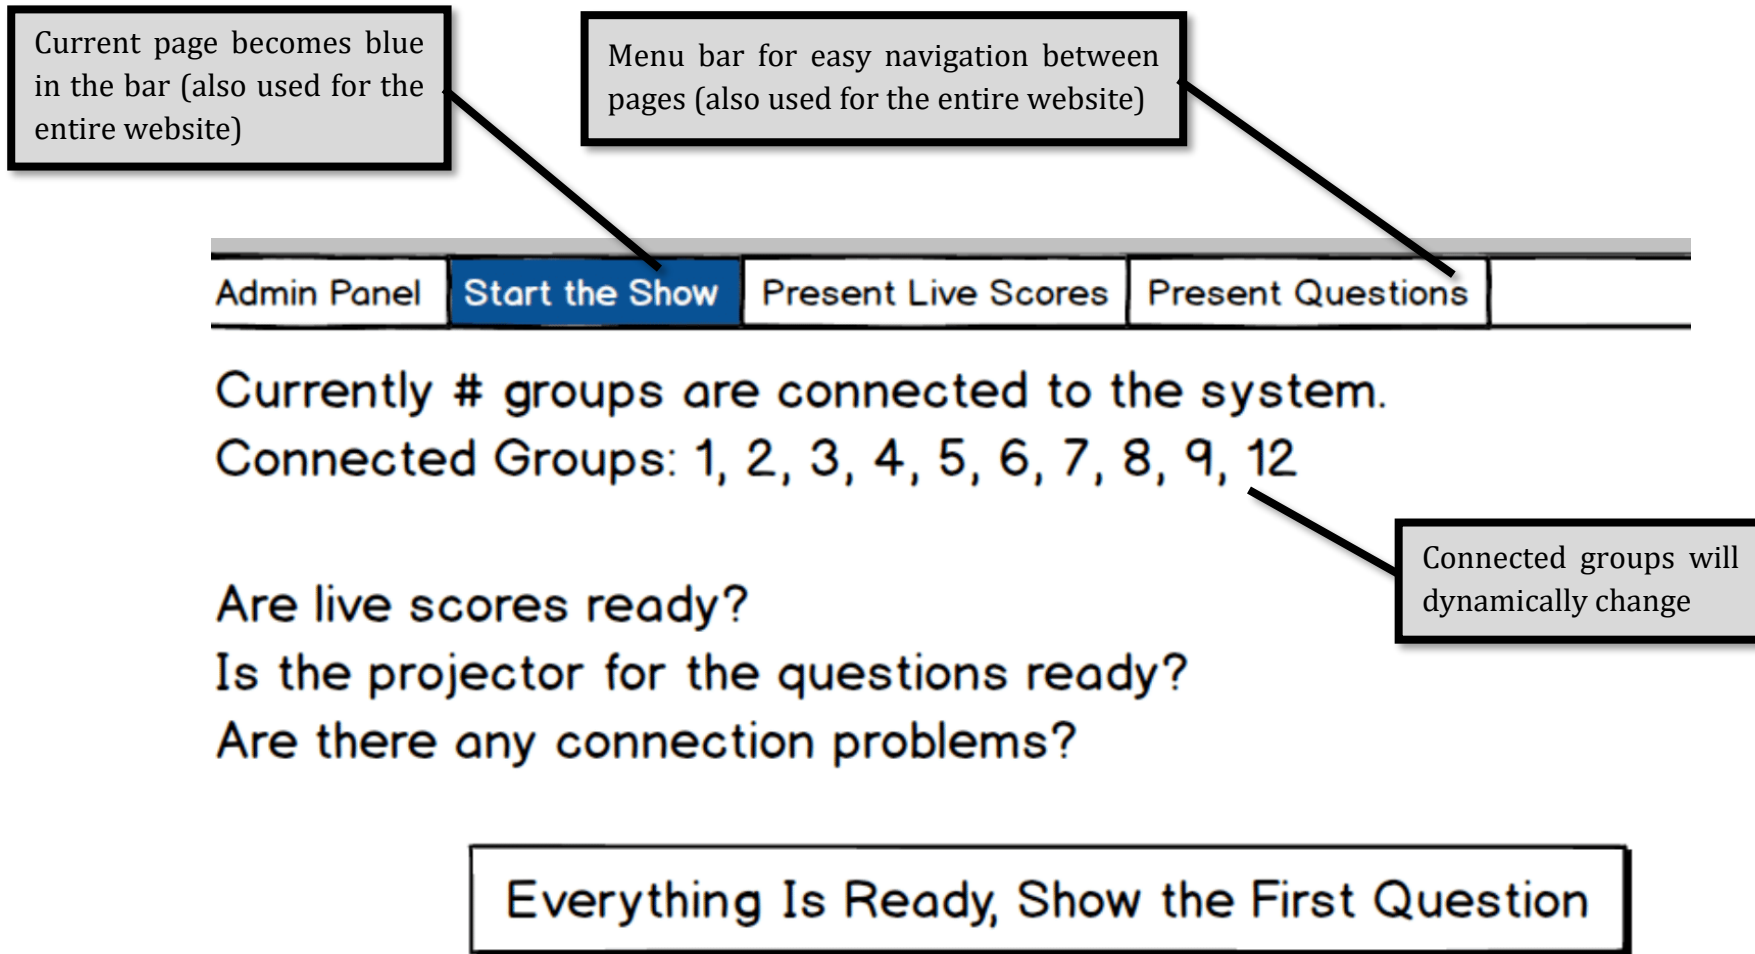 Current page becomes blue
in the bar (also used for the
entire website)
Menu bar for easy navigation between
pages (also used for the entire website)
Admin Panel
Start the Show
Present Live Scores
Present Questions
Currently # groups are connected to the system.
Connected Groups: 1, 2, 3, 4, 5, 6, 7, 8, 9, 12
Connected groups will
dynamically change
Are live scores ready?
Is the projector for the questions ready?
Are there any connection problems?
Everything Is Ready, Show the First Question